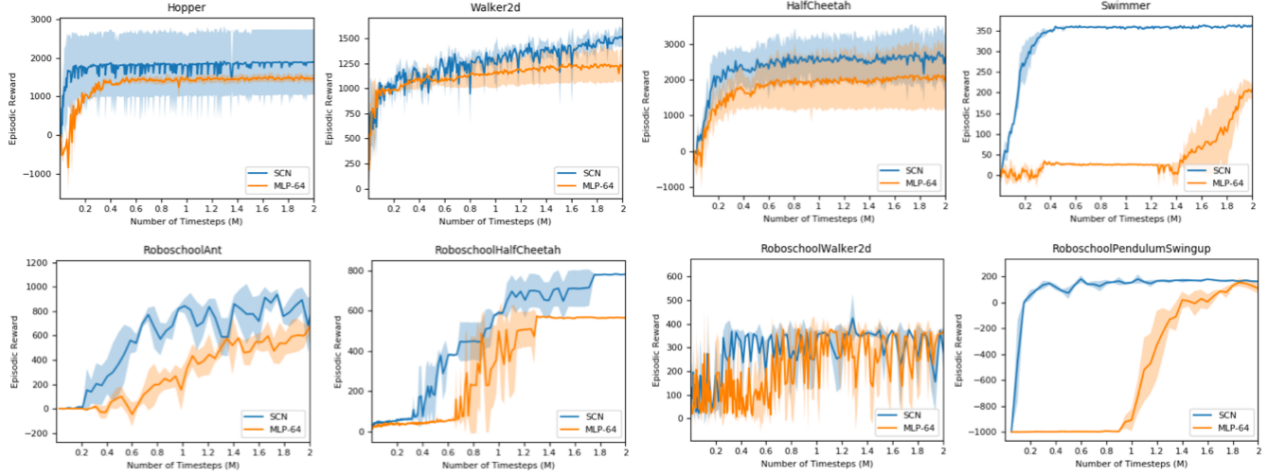 Hopper
Episodic Reward
3000
2000
1000
0
−1000
SCN
MLP-64
0.2 0.4 0.6 0.8 1 1.2 1.4 1.6 1.8 2
Number of Timesteps (M)
Walker2d
Episodic Reward
1500
1250
1000
750
500
250
0
SCN
MLP-64
0.2 0.4 0.6 0.8 1 1.2 1.4 1.6 1.8 2
Number of Timesteps (M)
HalfCheetah
Episodic Reward
3000
2000
1000
0
−1000
SCN
MLP-64
0.2 0.4 0.6 0.8 1 1.2 1.4 1.6 1.8 2
Number of Timesteps (M)
Swimmer
Episodic Reward
350
300
250
200
150
100
50
0
SCN
MLP-64
0.2 0.4 0.6 0.8 1 1.2 1.4 1.6 1.8 2
Number of Timesteps (M)
RoboschoolAnt
Episodic Reward
1200
1000
800
600
400
200
0
−200
SCN
MLP-64
0.2 0.4 0.6 0.8 1 1.2 1.4 1.6 1.8 2
Number of Timesteps (M)
RoboschoolHalfCheetah
Episodic Reward
800
600
400
200
0
SCN
MLP-64
0.2 0.4 0.6 0.8 1 1.2 1.4 1.6 1.8 2
Number of Timesteps (M)
RoboschoolWalker2d
Episodic Reward
600
500
400
300
200
100
0
SCN
MLP-64
0.2 0.4 0.6 0.8 1 1.2 1.4 1.6 1.8 2
Number of Timesteps (M)
RoboschoolPendulumSwingup
Episodic Reward
200
0
−200
−400
−600
−800
−1000
SCN
MLP-64
0.2 0.4 0.6 0.8 1 1.2 1.4 1.6 1.8 2
Number of Timesteps (M)